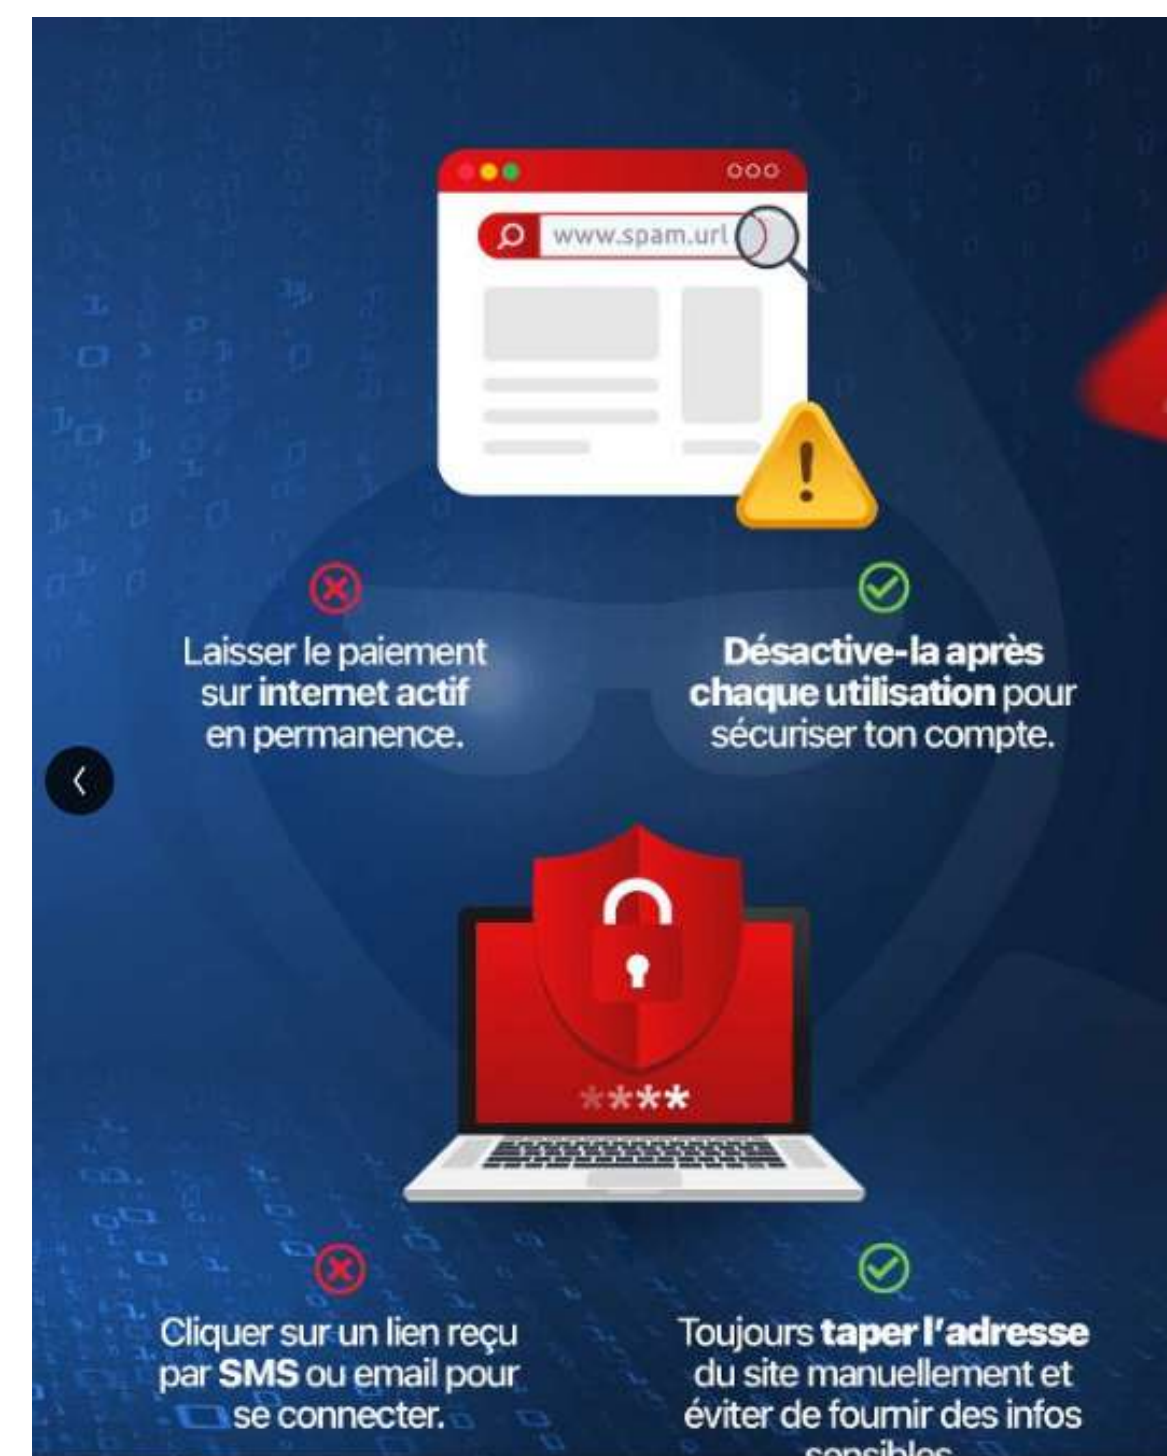 www.spam.url
Laisser le paiement
sur internet actif
en permanence.
Désactive-la après
chaque utilisation pour
sécuriser ton compte.
****
Cliquer sur un lien reçu
par SMS ou email pour
se connecter.
Toujours taper l'adresse
du site manuellement et
éviter de fournir des infos
sensibles